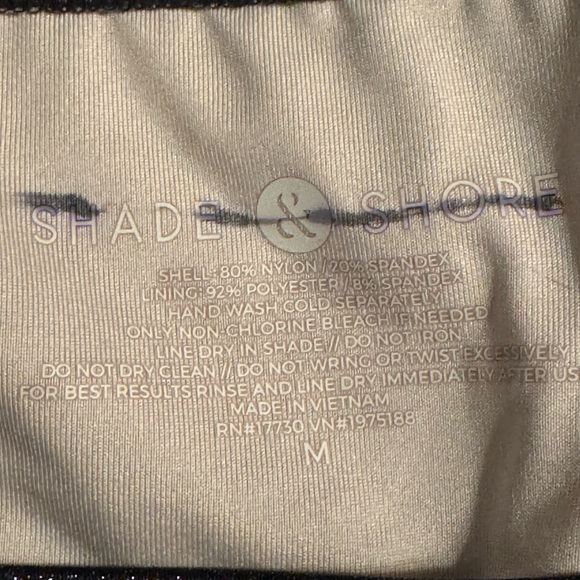 SHADE & SHORE
SHELL: 80% NYLON / 20% SPANDEX
LINING: 92% POLYESTER / 8% SPANDEX
HAND WASH COLD SEPARATELY
ONLY NON-CHLORINE BLEACH IF NEEDED
LINE DRY IN SHADE // DO NOT IRON
DO NOT DRY CLEAN // DO NOT WRING OR TWIST EXCESSIVELY
FOR BEST RESULTS RINSE AND LINE DRY IMMEDIATELY AFTER US
MADE IN VIETNAM
RN#17730 VN#1975188
M